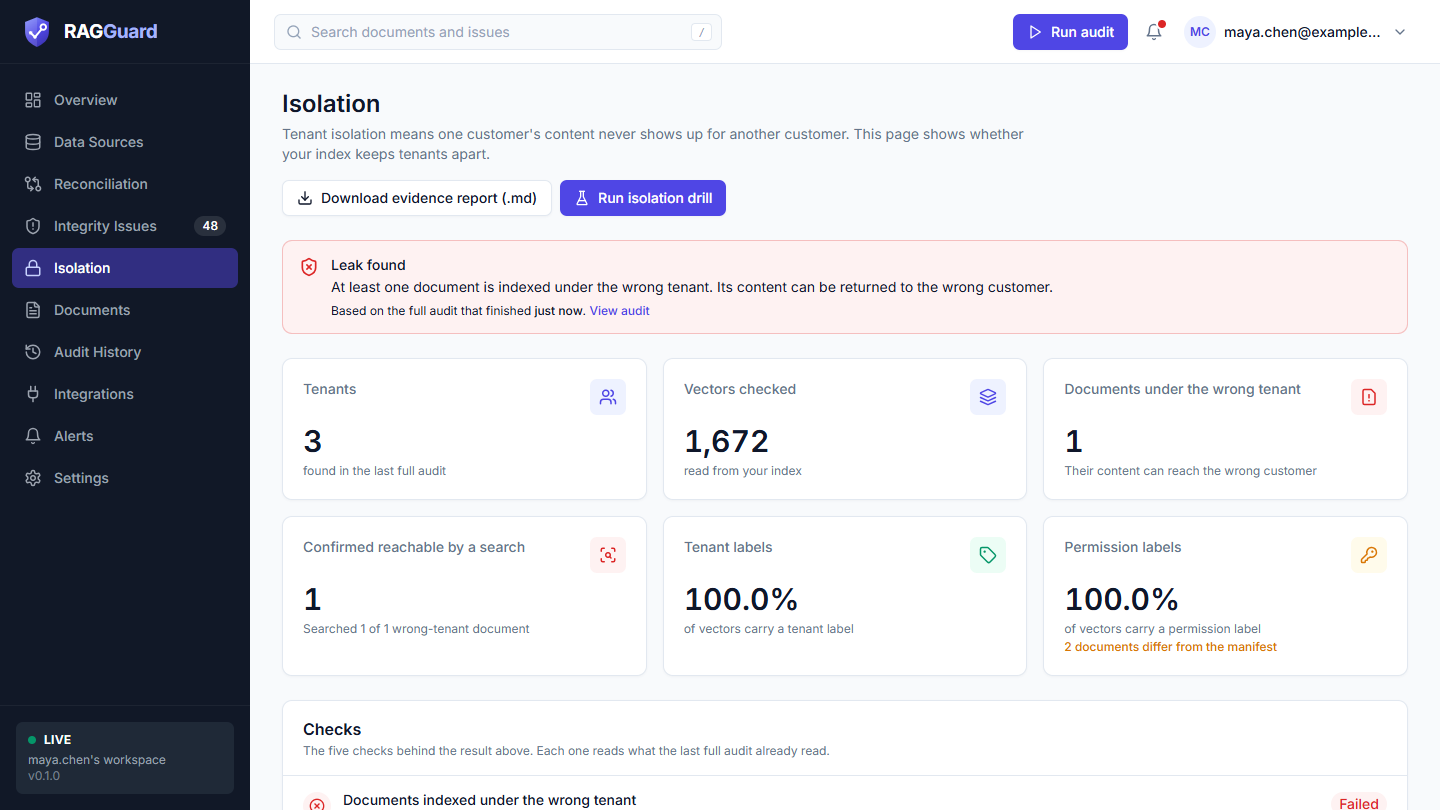 RAGGuard
Search documents and issues
/
Run audit
MC
maya.chen@example...
Overview
Data Sources
Reconciliation
Integrity Issues
48
Isolation
Documents
Audit History
Integrations
Alerts
Settings
LIVE
maya.chen's workspace
v0.1.0
Isolation
Tenant isolation means one customer's content never shows up for another customer. This page shows whether
your index keeps tenants apart.
Download evidence report (.md)
Run isolation drill
Leak found
At least one document is indexed under the wrong tenant. Its content can be returned to the wrong customer.
Based on the full audit that finished just now. View audit
Tenants
3
found in the last full audit
Vectors checked
1,672
read from your index
Documents under the wrong tenant
1
Their content can reach the wrong customer
Confirmed reachable by a search
1
Searched 1 of 1 wrong-tenant document
Tenant labels
100.0%
of vectors carry a tenant label
Permission labels
100.0%
of vectors carry a permission label
2 documents differ from the manifest
Checks
The five checks behind the result above. Each one reads what the last full audit already read.
Documents indexed under the wrong tenant
Failed